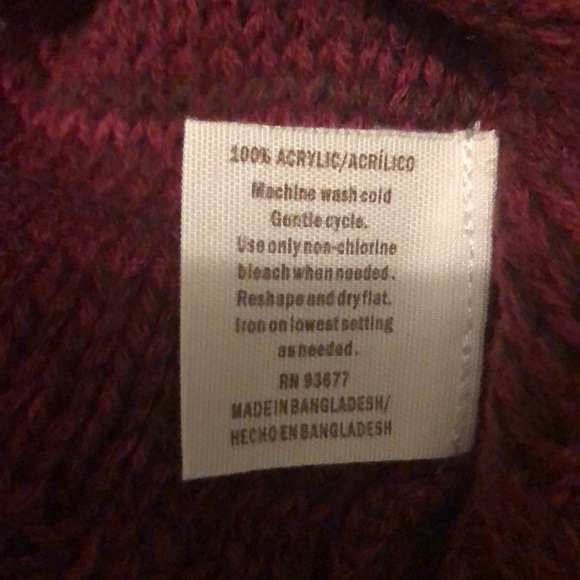 100% ACRYLIC/ACRÍLICO
Machine wash cold
Gentle cycle.
Use only non-chlorine
bleach when needed.
Reshape and dry flat.
Iron on lowest setting
as needed.
RN 93677
MADE IN BANGLADESH/
HECHO EN BANGLADESH